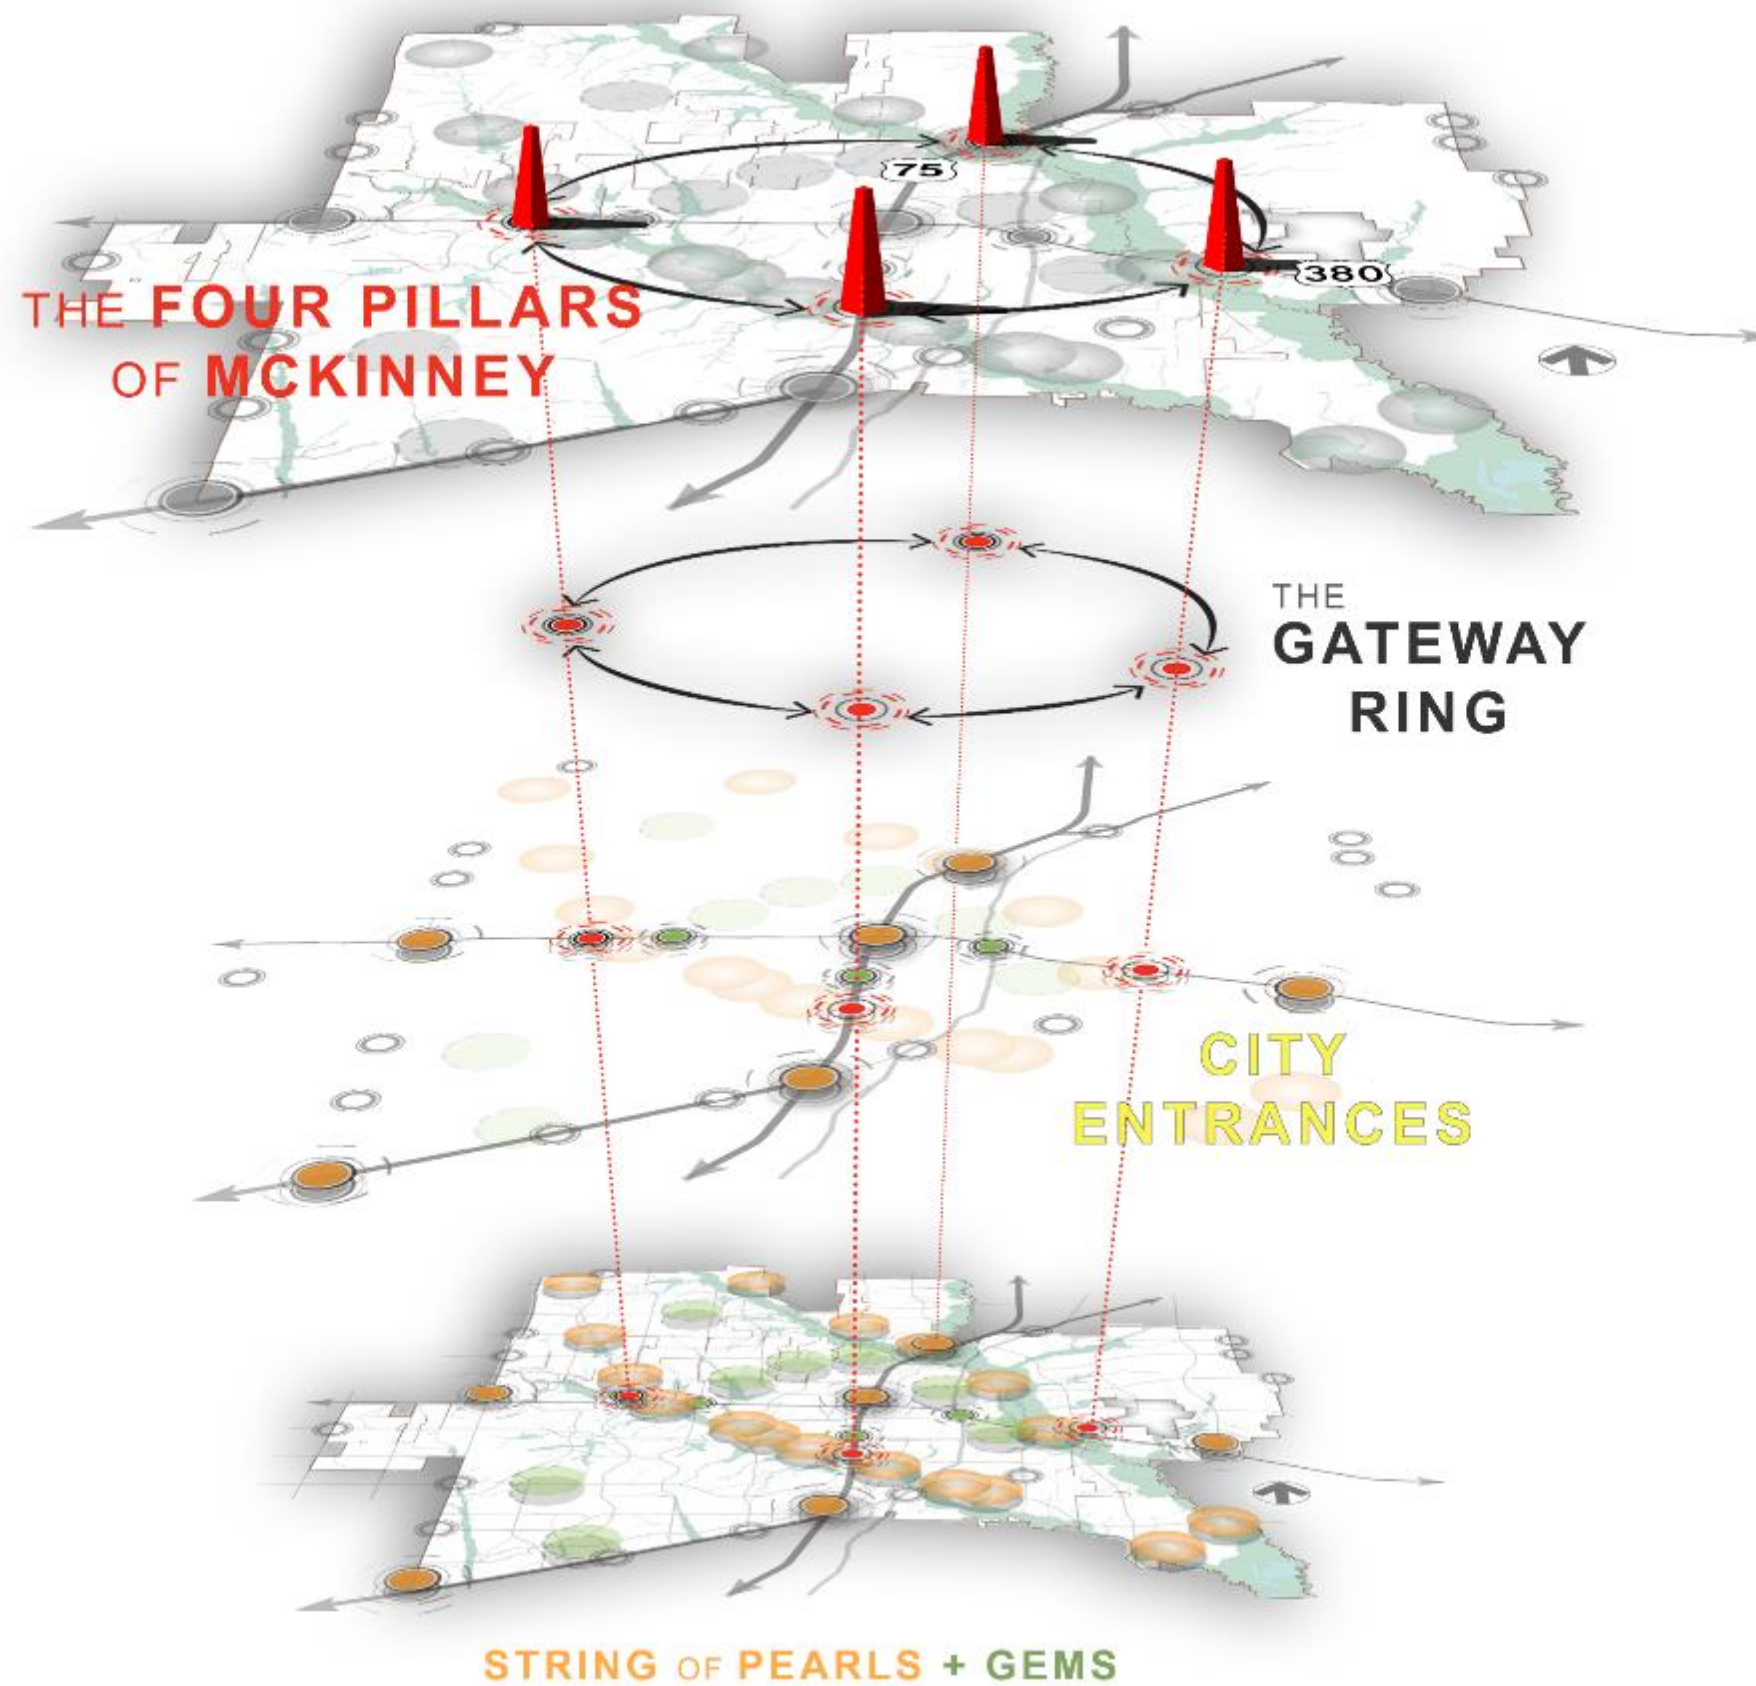 75
380
THE FOUR PILLARS
OF MCKINNEY
THE
GATEWAY
RING
CITY
ENTRANCES
STRING OF PEARLS + GEMS